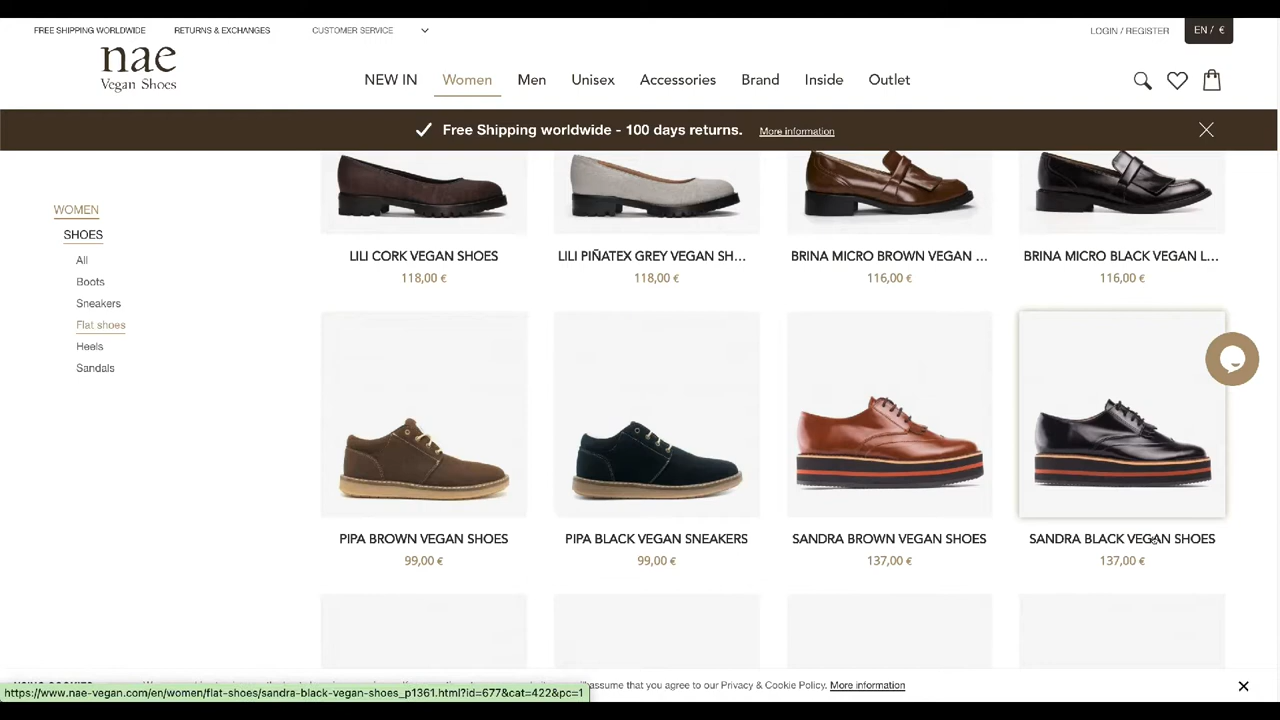 FREE SHIPPING WORLDWIDE RETURNS & EXCHANGES CUSTOMER SERVICE LOGIN / REGISTER EN / €
nae
Vegan Shoes
NEW IN Women Men Unisex Accessories Brand Inside Outlet
Free Shipping worldwide - 100 days returns. More information
WOMEN
SHOES
All
Boots
Sneakers
Flat shoes
Heels
Sandals
LILI CORK VEGAN SHOES LILI PIÑATEX GREY VEGAN SH... BRINA MICRO BROWN VEGAN ... BRINA MICRO BLACK VEGAN L...
118,00 € 118,00 € 116,00 € 116,00 €
PIPA BROWN VEGAN SHOES PIPA BLACK VEGAN SNEAKERS SANDRA BROWN VEGAN SHOES SANDRA BLACK VEGAN SHOES
99,00 € 99,00 € 137,00 € 137,00 €
assume that you agree to our Privacy & Cookie Policy. More information
https://www.nae-vegan.com/en/women/flat-shoes/sandra-black-vegan-shoes_p1361.html?id=677&cat=422&pc=1